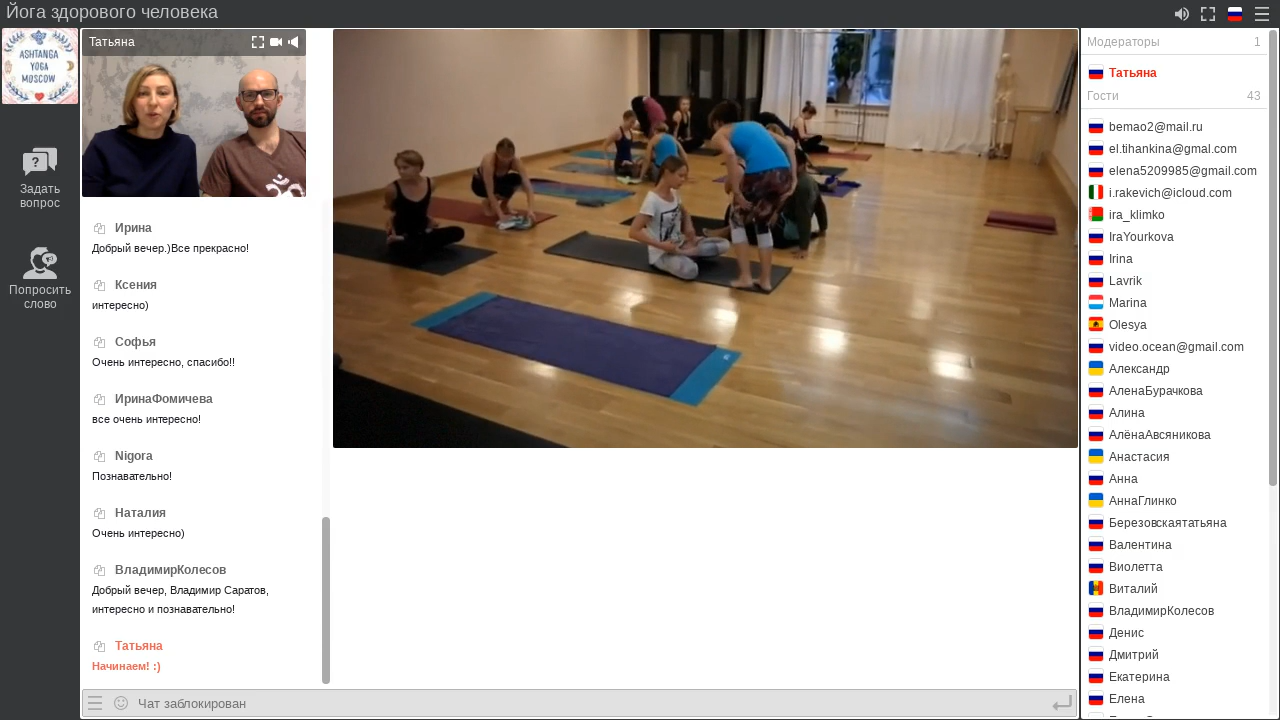 Йога здорового человека
ASHTANGA
YOGA
MOSCOW
Задать
вопрос
Попросить
слово
Татьяна
Ирина
Добрый вечер.)Все прекрасно!
Ксения
интересно)
Софья
Очень интересно, спасибо!!
ИринаФомичева
все очень интересно!
Nigora
Познавательно!
Наталия
Очень интересно)
ВладимирКолесов
Добрый вечер, Владимир Саратов,
интересно и познавательно!
Татьяна
Начинаем! :)
Чат заблокирован
Модераторы 1
Татьяна
Гости 43
bemao2@mail.ru
el.tihankina@gmal.com
elena5209985@gmail.com
i.rakevich@icloud.com
ira_klimko
IraYourkova
Irina
Lavrik
Marina
Olesya
video.ocean@gmail.com
Александр
АленаБурачкова
Алина
АлёнаАвсяникова
Анастасия
Анна
АннаГлинко
Березовскаятатьяна
Валентина
Виолетта
Виталий
ВладимирКолесов
Денис
Дмитрий
Екатерина
Елена